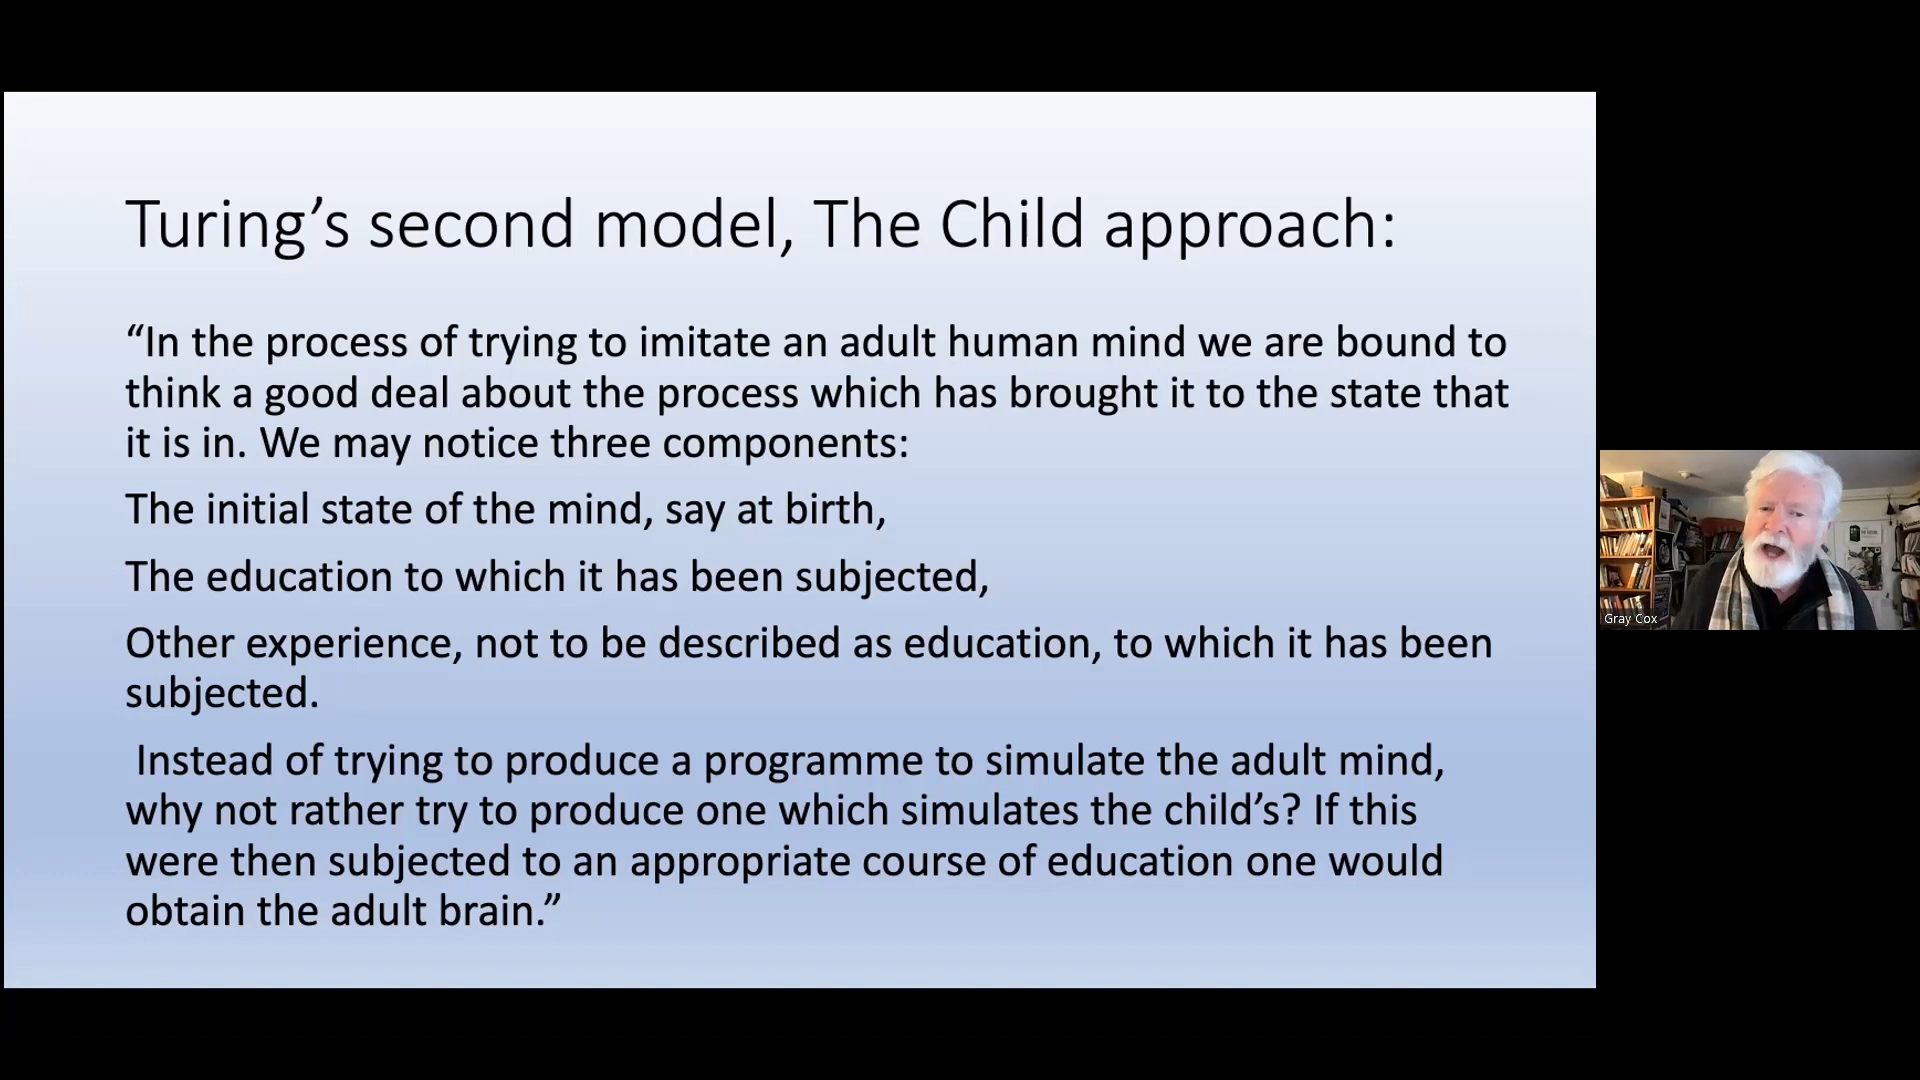 Turing’s second model, The Child approach:
“In the process of trying to imitate an adult human mind we are bound to
think a good deal about the process which has brought it to the state that
it is in. We may notice three components:
The initial state of the mind, say at birth,
The education to which it has been subjected,
Other experience, not to be described as education, to which it has been
subjected.
Instead of trying to produce a programme to simulate the adult mind,
why not rather try to produce one which simulates the child’s? If this
were then subjected to an appropriate course of education one would
obtain the adult brain.”
Gray Cox